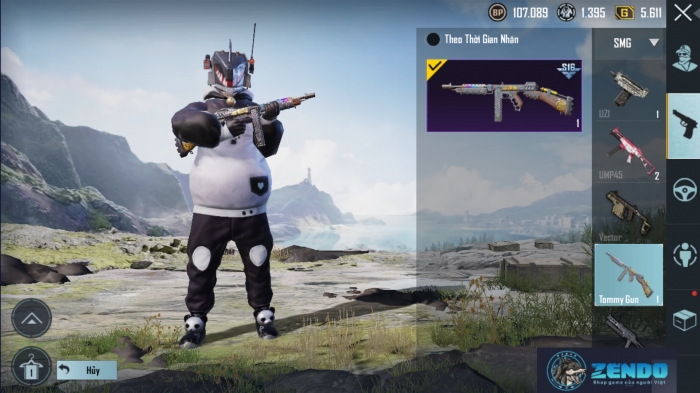 BP 107.089 1.395 G 5.611
Theo Thời Gian Nhận
SMG
S16
1
UZI 1
UMP45 2
Vector
Tommy Gun 1
1
Hủy
ZENDO
Shop game của người Việt